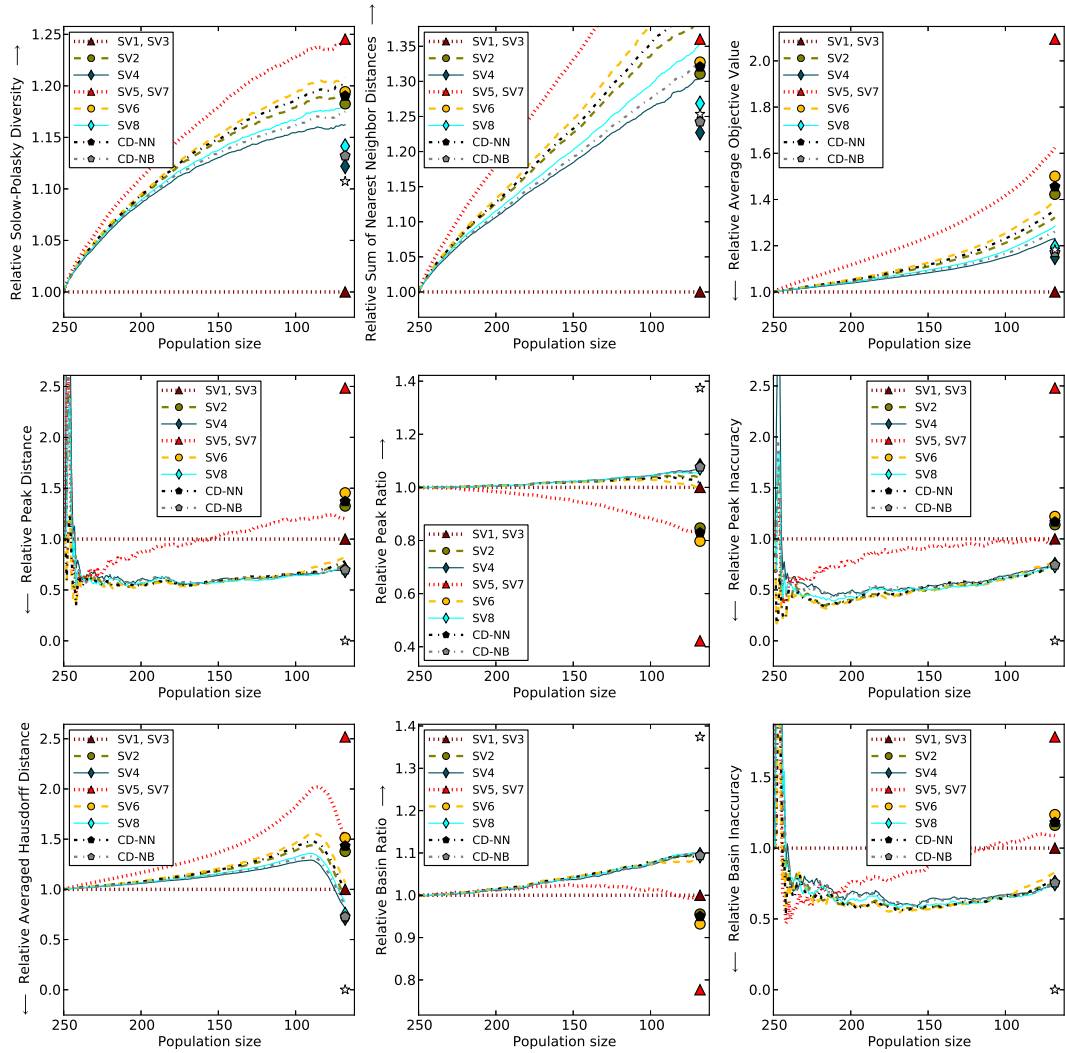 Relative Solow-Polasky Diversity ⟶
1.25
1.20
1.15
1.10
1.05
1.00
SV1, SV3
SV2
SV4
SV5, SV7
SV6
SV8
CD-NN
CD-NB
250
200
150
100
Population size
Relative Sum of Nearest Neighbor Distances ⟶
1.35
1.30
1.25
1.20
1.15
1.10
1.05
1.00
SV1, SV3
SV2
SV4
SV5, SV7
SV6
SV8
CD-NN
CD-NB
250
200
150
100
Population size
⟵ Relative Average Objective Value
2.0
1.8
1.6
1.4
1.2
1.0
SV1, SV3
SV2
SV4
SV5, SV7
SV6
SV8
CD-NN
CD-NB
250
200
150
100
Population size
⟵ Relative Peak Distance
2.5
2.0
1.5
1.0
0.5
0.0
SV1, SV3
SV2
SV4
SV5, SV7
SV6
SV8
CD-NN
CD-NB
250
200
150
100
Population size
Relative Peak Ratio ⟶
1.4
1.2
1.0
0.8
0.6
0.4
SV1, SV3
SV2
SV4
SV5, SV7
SV6
SV8
CD-NN
CD-NB
250
200
150
100
Population size
⟵ Relative Peak Inaccuracy
2.5
2.0
1.5
1.0
0.5
0.0
SV1, SV3
SV2
SV4
SV5, SV7
SV6
SV8
CD-NN
CD-NB
250
200
150
100
Population size
⟵ Relative Averaged Hausdorff Distance
2.5
2.0
1.5
1.0
0.5
0.0
SV1, SV3
SV2
SV4
SV5, SV7
SV6
SV8
CD-NN
CD-NB
250
200
150
100
Population size
Relative Basin Ratio ⟶
1.4
1.3
1.2
1.1
1.0
0.9
0.8
SV1, SV3
SV2
SV4
SV5, SV7
SV6
SV8
CD-NN
CD-NB
250
200
150
100
Population size
⟵ Relative Basin Inaccuracy
1.5
1.0
0.5
0.0
SV1, SV3
SV2
SV4
SV5, SV7
SV6
SV8
CD-NN
CD-NB
250
200
150
100
Population size